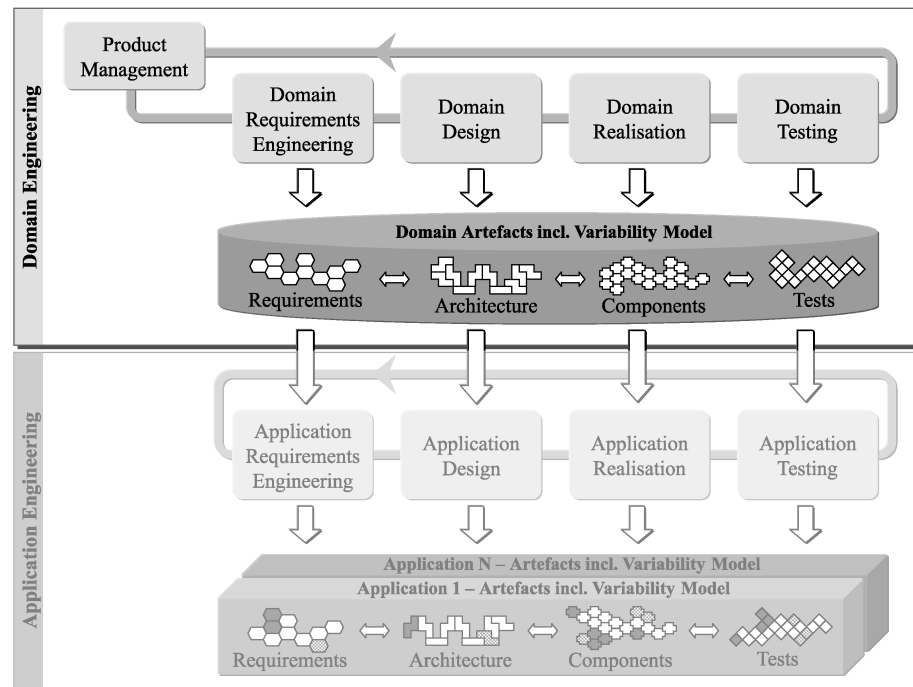 Domain Engineering
Product
Management
Domain
Requirements
Engineering
Domain
Design
Domain
Realisation
Domain
Testing
Domain Artefacts incl. Variability Model
Requirements
Architecture
Components
Tests
Application Engineering
Application
Requirements
Engineering
Application
Design
Application
Realisation
Application
Testing
Application N – Artefacts incl. Variability Model
Application 1 – Artefacts incl. Variability Model
Requirements
Architecture
Components
Tests